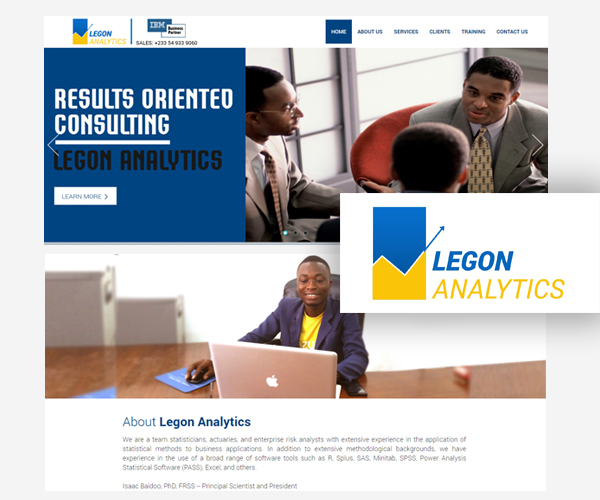 LEGON
ANALYTICS
IBM
Business
Partner
SALES: +233 54 933 9060
HOME ABOUT US SERVICES CLIENTS TRAINING CONTACT US
RESULTS ORIENTED
CONSULTING
LEGON ANALYTICS
LEARN MORE >
LEGON
ANALYTICS
About Legon Analytics
We are a team statisticians, actuaries, and enterprise risk analysts with extensive experience in the application of
statistical methods to business applications. In addition to extensive methodological backgrounds, we have
experience in the use of a broad range of software tools such as R, Splus, SAS, Minitab, SPSS, Power Analysis
Statistical Software (PASS), Excel, and others.
Isaac Baidoo, PhD, FRSS – Principal Scientist and President